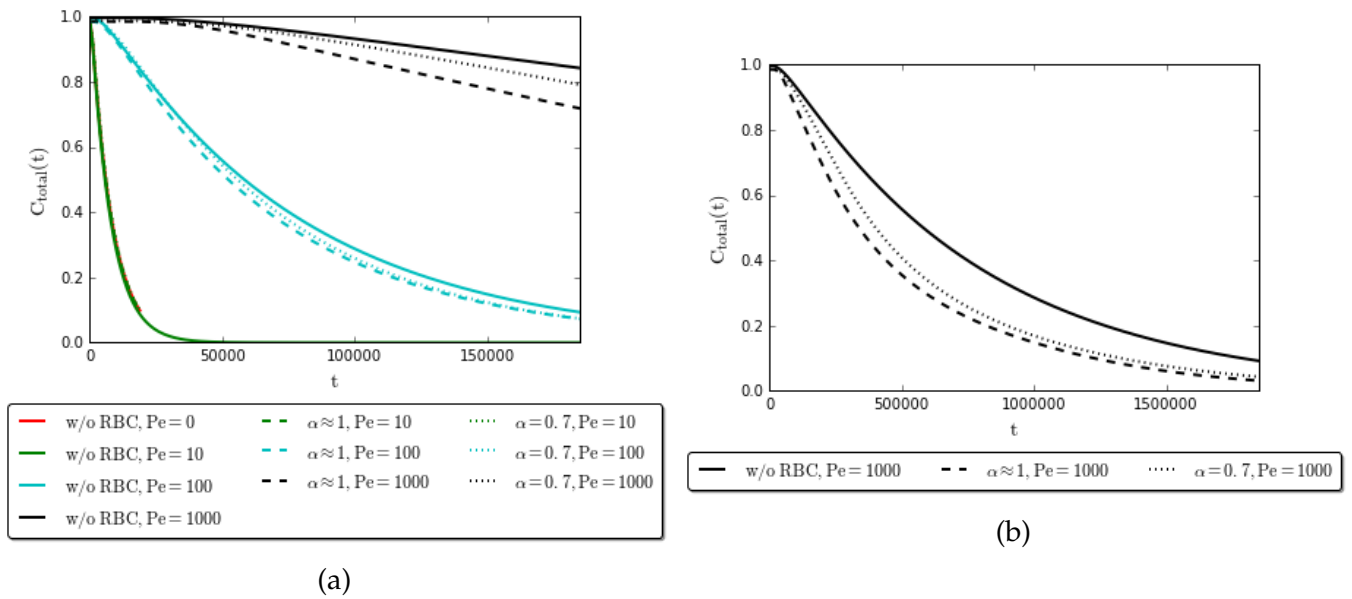 1.0
0.8
0.6
0.4
0.2
0.0
C_total(t)
0 50000 100000 150000
t
w/o RBC, Pe = 0 α ≈ 1, Pe = 10 α = 0.7, Pe = 10
w/o RBC, Pe = 10 α ≈ 1, Pe = 100 α = 0.7, Pe = 100
w/o RBC, Pe = 100 α ≈ 1, Pe = 1000 α = 0.7, Pe = 1000
w/o RBC, Pe = 1000
(a)
1.0
0.8
0.6
0.4
0.2
0.0
C_total(t)
0 500000 1000000 1500000
t
w/o RBC, Pe = 1000 α ≈ 1, Pe = 1000 α = 0.7, Pe = 1000
(b)